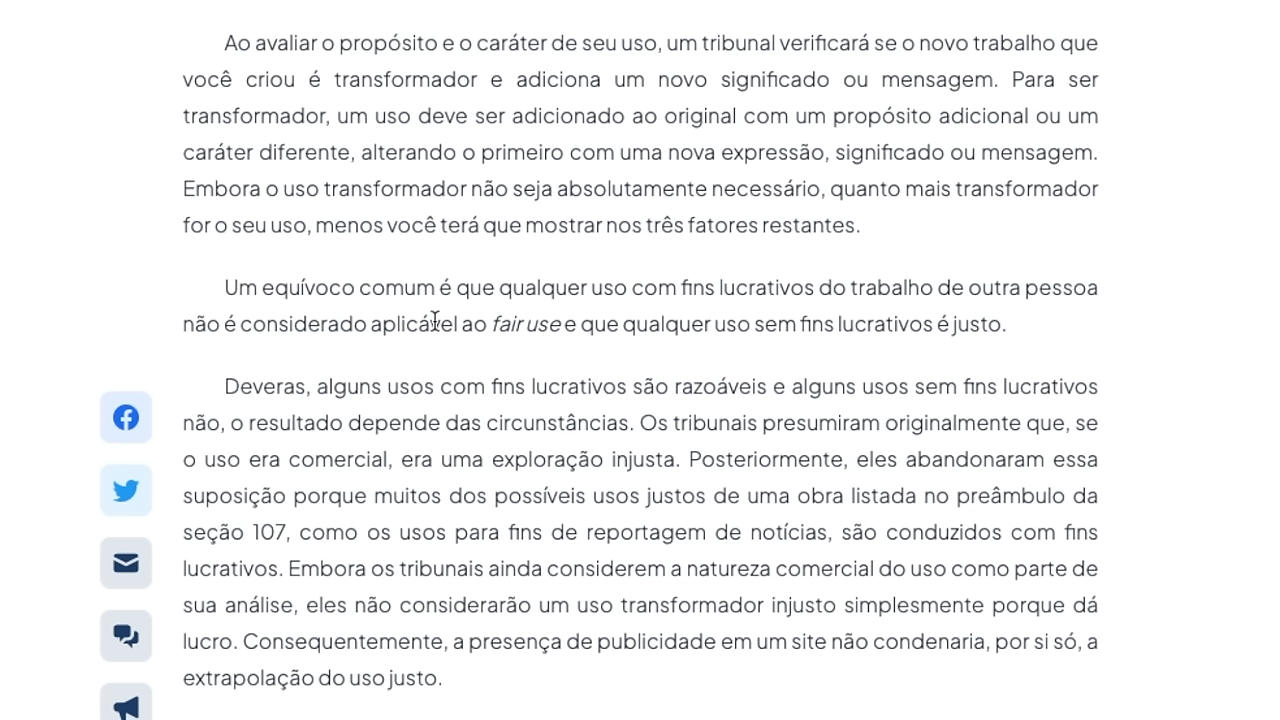 Ao avaliar o propósito e o caráter de seu uso, um tribunal verificará se o novo trabalho que
você criou é transformador e adiciona um novo significado ou mensagem. Para ser
transformador, um uso deve ser adicionado ao original com um propósito adicional ou um
caráter diferente, alterando o primeiro com uma nova expressão, significado ou mensagem.
Embora o uso transformador não seja absolutamente necessário, quanto mais transformador
for o seu uso, menos você terá que mostrar nos três fatores restantes.
Um equívoco comum é que qualquer uso com fins lucrativos do trabalho de outra pessoa
não é considerado aplicável ao fair use e que qualquer uso sem fins lucrativos é justo.
Deveras, alguns usos com fins lucrativos são razoáveis e alguns usos sem fins lucrativos
não, o resultado depende das circunstâncias. Os tribunais presumiram originalmente que, se
o uso era comercial, era uma exploração injusta. Posteriormente, eles abandonaram essa
suposição porque muitos dos possíveis usos justos de uma obra listada no preâmbulo da
seção 107, como os usos para fins de reportagem de notícias, são conduzidos com fins
lucrativos. Embora os tribunais ainda considerem a natureza comercial do uso como parte de
sua análise, eles não considerarão um uso transformador injusto simplesmente porque dá
lucro. Consequentemente, a presença de publicidade em um site não condenaria, por si só, a
extrapolação do uso justo.